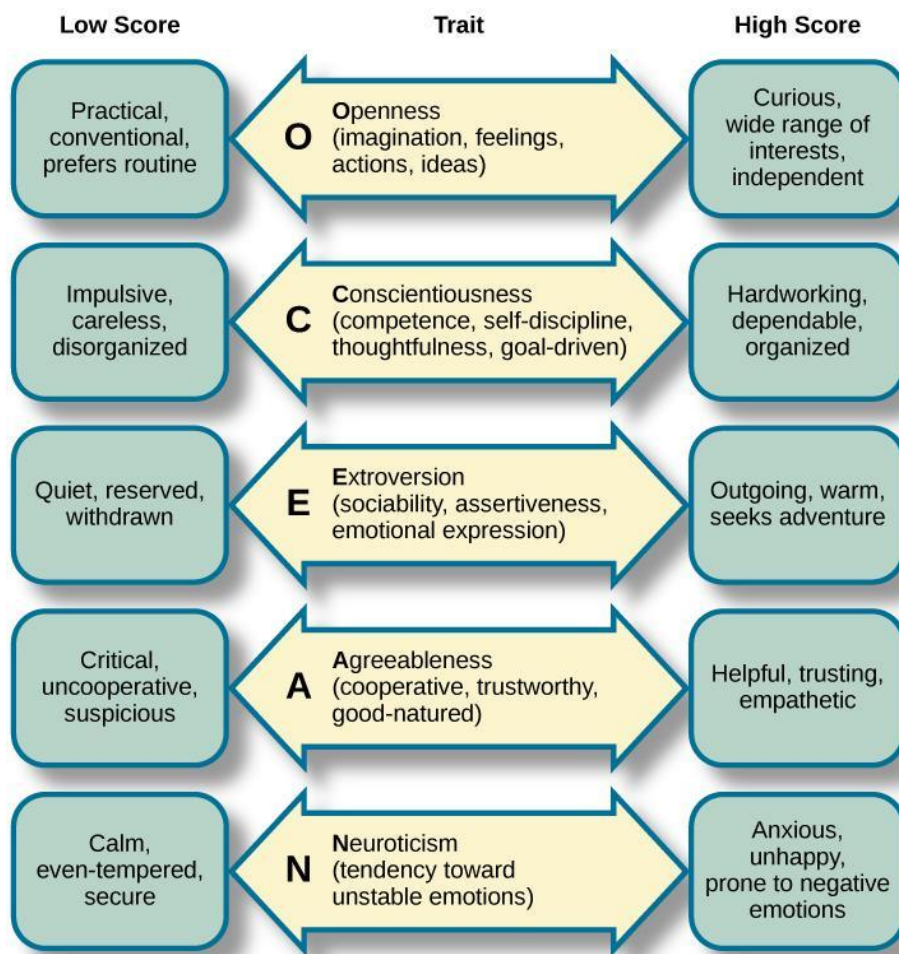 Low Score
Trait
High Score
Practical,
conventional,
prefers routine
O
Openness
(imagination, feelings,
actions, ideas)
Curious,
wide range of
interests,
independent
Impulsive,
careless,
disorganized
C
Conscientiousness
(competence, self-discipline,
thoughtfulness, goal-driven)
Hardworking,
dependable,
organized
Quiet, reserved,
withdrawn
E
Extroversion
(sociability, assertiveness,
emotional expression)
Outgoing, warm,
seeks adventure
Critical,
uncooperative,
suspicious
A
Agreeableness
(cooperative, trustworthy,
good-natured)
Helpful, trusting,
empathetic
Calm,
even-tempered,
secure
N
Neuroticism
(tendency toward
unstable emotions)
Anxious,
unhappy,
prone to negative
emotions